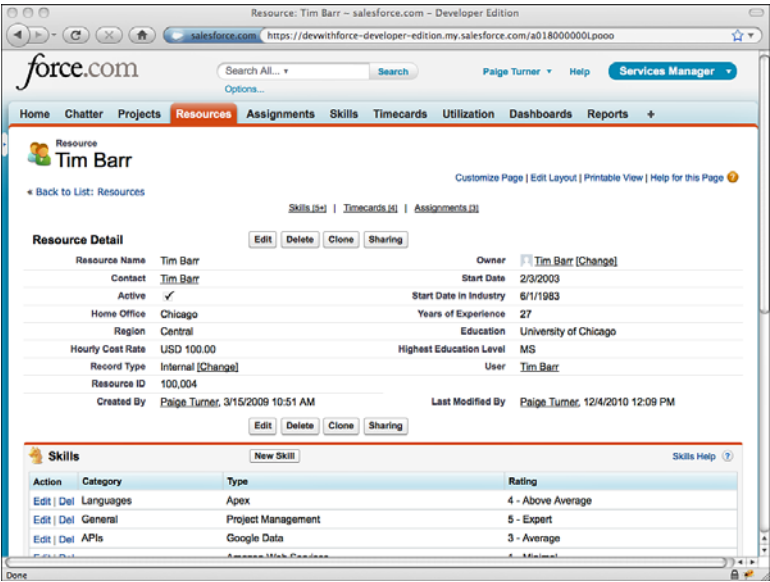 Resource: Tim Barr – salesforce.com – Developer Edition
salesforce.com https://devwithforce-developer-edition.my.salesforce.com/a018000000Lpooo
force.com Search All... Search Paige Turner Help Services Manager
Options...
Home Chatter Projects Resources Assignments Skills Timecards Utilization Dashboards Reports +
Resource
Tim Barr
Customize Page | Edit Layout | Printable View | Help for this Page ?
« Back to List: Resources
Skills [5+] | Timecards [4] | Assignments [3]
Resource Detail Edit Delete Clone Sharing
Resource Name Tim Barr Owner Tim Barr [Change]
Contact Tim Barr Start Date 2/3/2003
Active ✓ Start Date in Industry 6/1/1983
Home Office Chicago Years of Experience 27
Region Central Education University of Chicago
Hourly Cost Rate USD 100.00 Highest Education Level MS
Record Type Internal [Change] User Tim Barr
Resource ID 100,004
Created By Paige Turner, 3/15/2009 10:51 AM Last Modified By Paige Turner, 12/4/2010 12:09 PM
Edit Delete Clone Sharing
Skills New Skill Skills Help ?
Action Category Type Rating
Edit | Del Languages Apex 4 - Above Average
Edit | Del General Project Management 5 - Expert
Edit | Del APIs Google Data 3 - Average
Amazon Web Services
Done